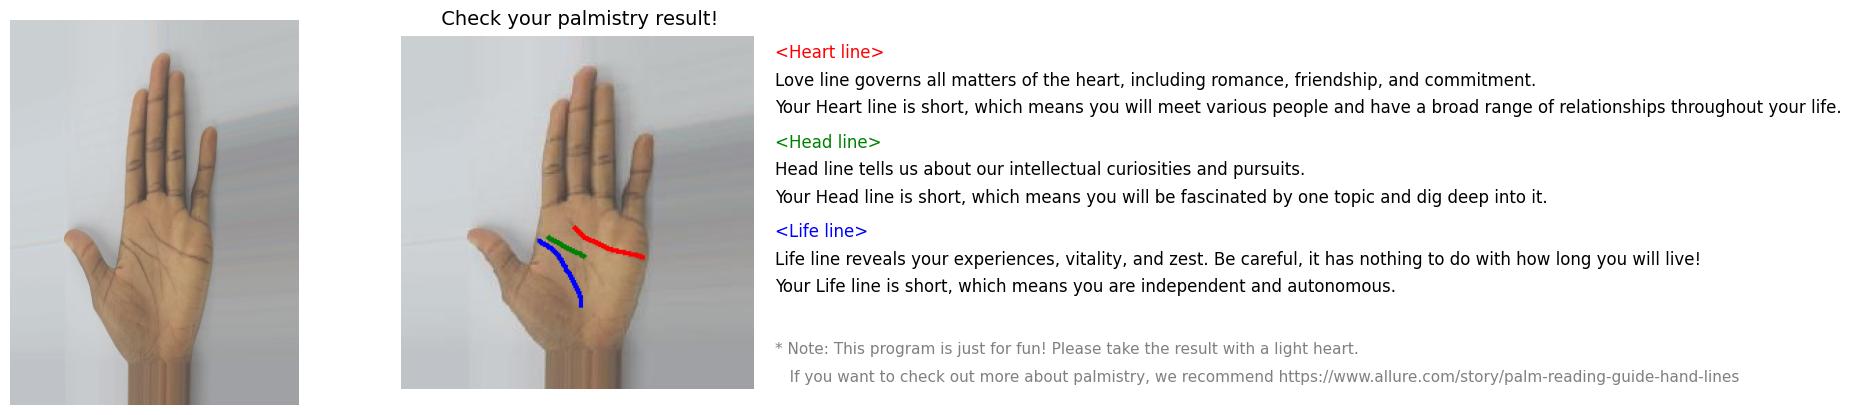 Check your palmistry result!
<Heart line>
Love line governs all matters of the heart, including romance, friendship, and commitment.
Your Heart line is short, which means you will meet various people and have a broad range of relationships throughout your life.
<Head line>
Head line tells us about our intellectual curiosities and pursuits.
Your Head line is short, which means you will be fascinated by one topic and dig deep into it.
<Life line>
Life line reveals your experiences, vitality, and zest. Be careful, it has nothing to do with how long you will live!
Your Life line is short, which means you are independent and autonomous.
* Note: This program is just for fun! Please take the result with a light heart.
If you want to check out more about palmistry, we recommend https://www.allure.com/story/palm-reading-guide-hand-lines